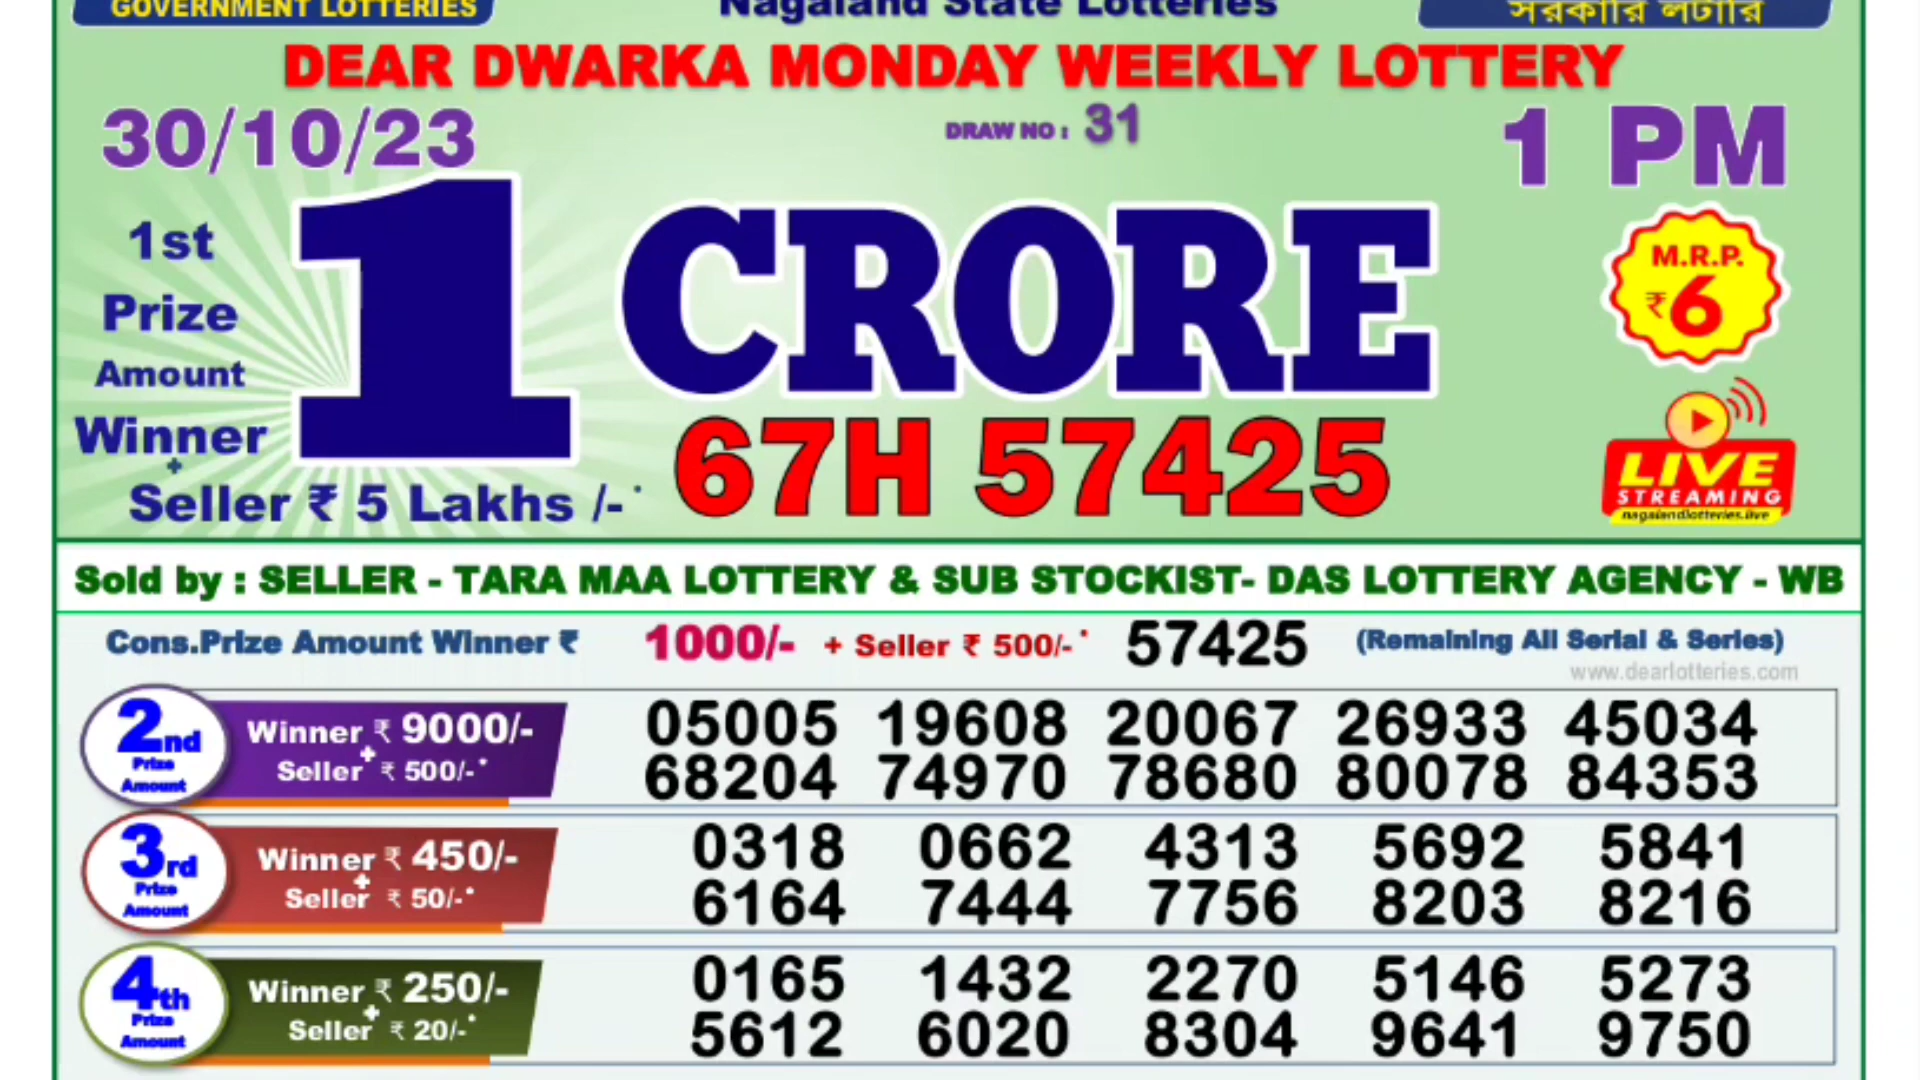 GOVERNMENT LOTTERIES
Nagaland State Lotteries
সরকারি লটারি
DEAR DWARKA MONDAY WEEKLY LOTTERY
30/10/23
DRAW NO : 31
1 PM
1st
Prize
Amount
Winner
+
Seller ₹ 5 Lakhs /-*
1 CRORE
67H 57425
M.R.P.
₹6
LIVE
STREAMING
nagalandlotteries.live
Sold by : SELLER - TARA MAA LOTTERY & SUB STOCKIST- DAS LOTTERY AGENCY - WB
Cons.Prize Amount Winner ₹ 1000/- + Seller ₹ 500/-* 57425 (Remaining All Serial & Series)
www.dearlotteries.com
2nd
Prize
Amount
Winner ₹ 9000/-
+
Seller ₹ 500/-*
05005 19608 20067 26933 45034
68204 74970 78680 80078 84353
3rd
Prize
Amount
Winner ₹ 450/-
+
Seller ₹ 50/-*
0318 0662 4313 5692 5841
6164 7444 7756 8203 8216
4th
Prize
Amount
Winner ₹ 250/-
+
Seller ₹ 20/-*
0165 1432 2270 5146 5273
5612 6020 8304 9641 9750